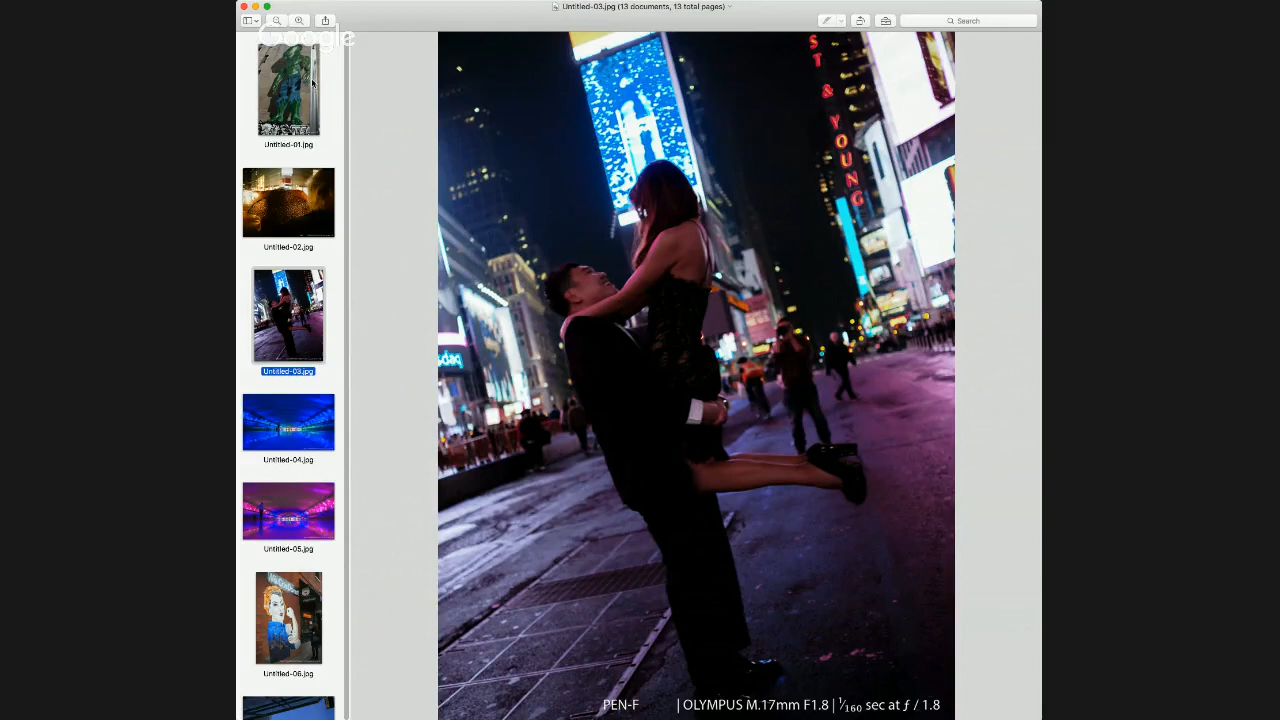 Untitled-03.jpg (13 documents, 13 total pages)
Search
Google
Untitled-01.jpg
Untitled-02.jpg
Untitled-03.jpg
Untitled-04.jpg
Untitled-05.jpg
Untitled-06.jpg
ST & YOUNG
PEN-F | OLYMPUS M.17mm F1.8 | 1/160 sec at ƒ / 1.8